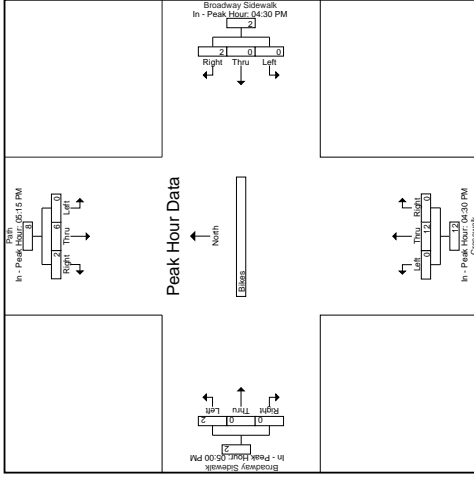 Broadway Sidewalk
In - Peak Hour: 04:30 PM
2
2 0 0
Right Thru Left
Path
In - Peak Hour: 05:15 PM
8
2 6 0
Right Thru Left
Peak Hour Data
North
Bikes
Right Thru Left
0 12 0
12
In - Peak Hour: 04:30 PM
Left Thru Right
2 0 0
2
In - Peak Hour: 05:00 PM
Broadway Sidewalk